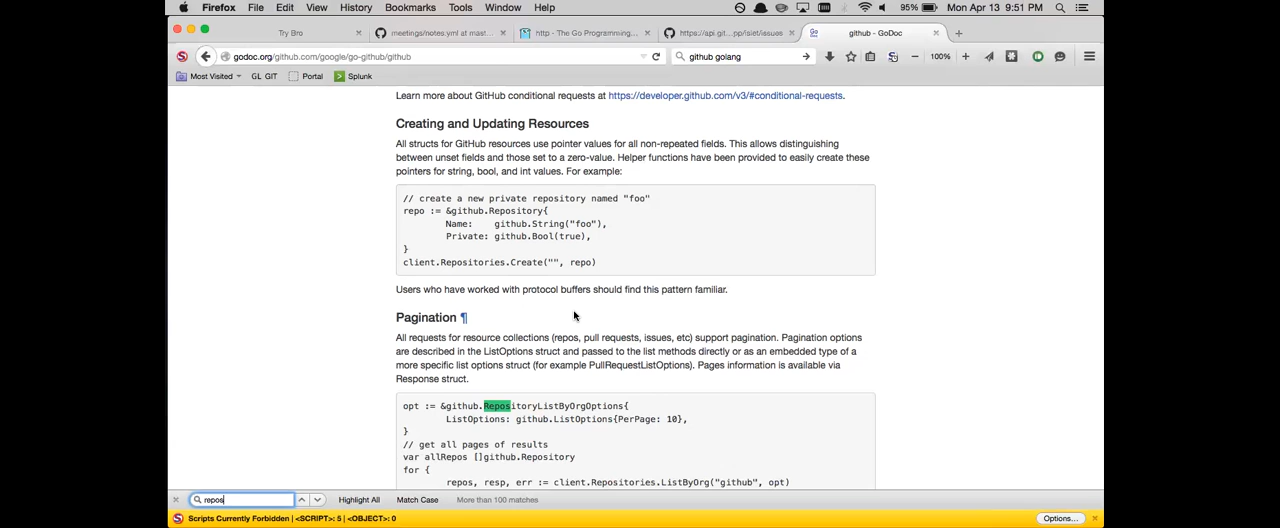 Firefox File Edit View History Bookmarks Tools Window Help 95% Mon Apr 13 9:51 PM
Try Bro meetings/notes.yml at mast... http - The Go Programming... https://api.git...pp/islet/issues github - GoDoc
godoc.org/github.com/google/go-github/github github golang 100%
Most Visited GL GIT Portal Splunk
Learn more about GitHub conditional requests at https://developer.github.com/v3/#conditional-requests.
Creating and Updating Resources
All structs for GitHub resources use pointer values for all non-repeated fields. This allows distinguishing
between unset fields and those set to a zero-value. Helper functions have been provided to easily create these
pointers for string, bool, and int values. For example:
// create a new private repository named "foo"
repo := &github.Repository{
Name: github.String("foo"),
Private: github.Bool(true),
}
client.Repositories.Create("", repo)
Users who have worked with protocol buffers should find this pattern familiar.
Pagination ¶
All requests for resource collections (repos, pull requests, issues, etc) support pagination. Pagination options
are described in the ListOptions struct and passed to the list methods directly or as an embedded type of a
more specific list options struct (for example PullRequestListOptions). Pages information is available via
Response struct.
opt := &github.RepositoryListByOrgOptions{
ListOptions: github.ListOptions{PerPage: 10},
}
// get all pages of results
var allRepos []github.Repository
for {
repos, resp, err := client.Repositories.ListByOrg("github", opt)
repos Highlight All Match Case More than 100 matches
Scripts Currently Forbidden | <SCRIPT>: 5 | <OBJECT>: 0 Options...